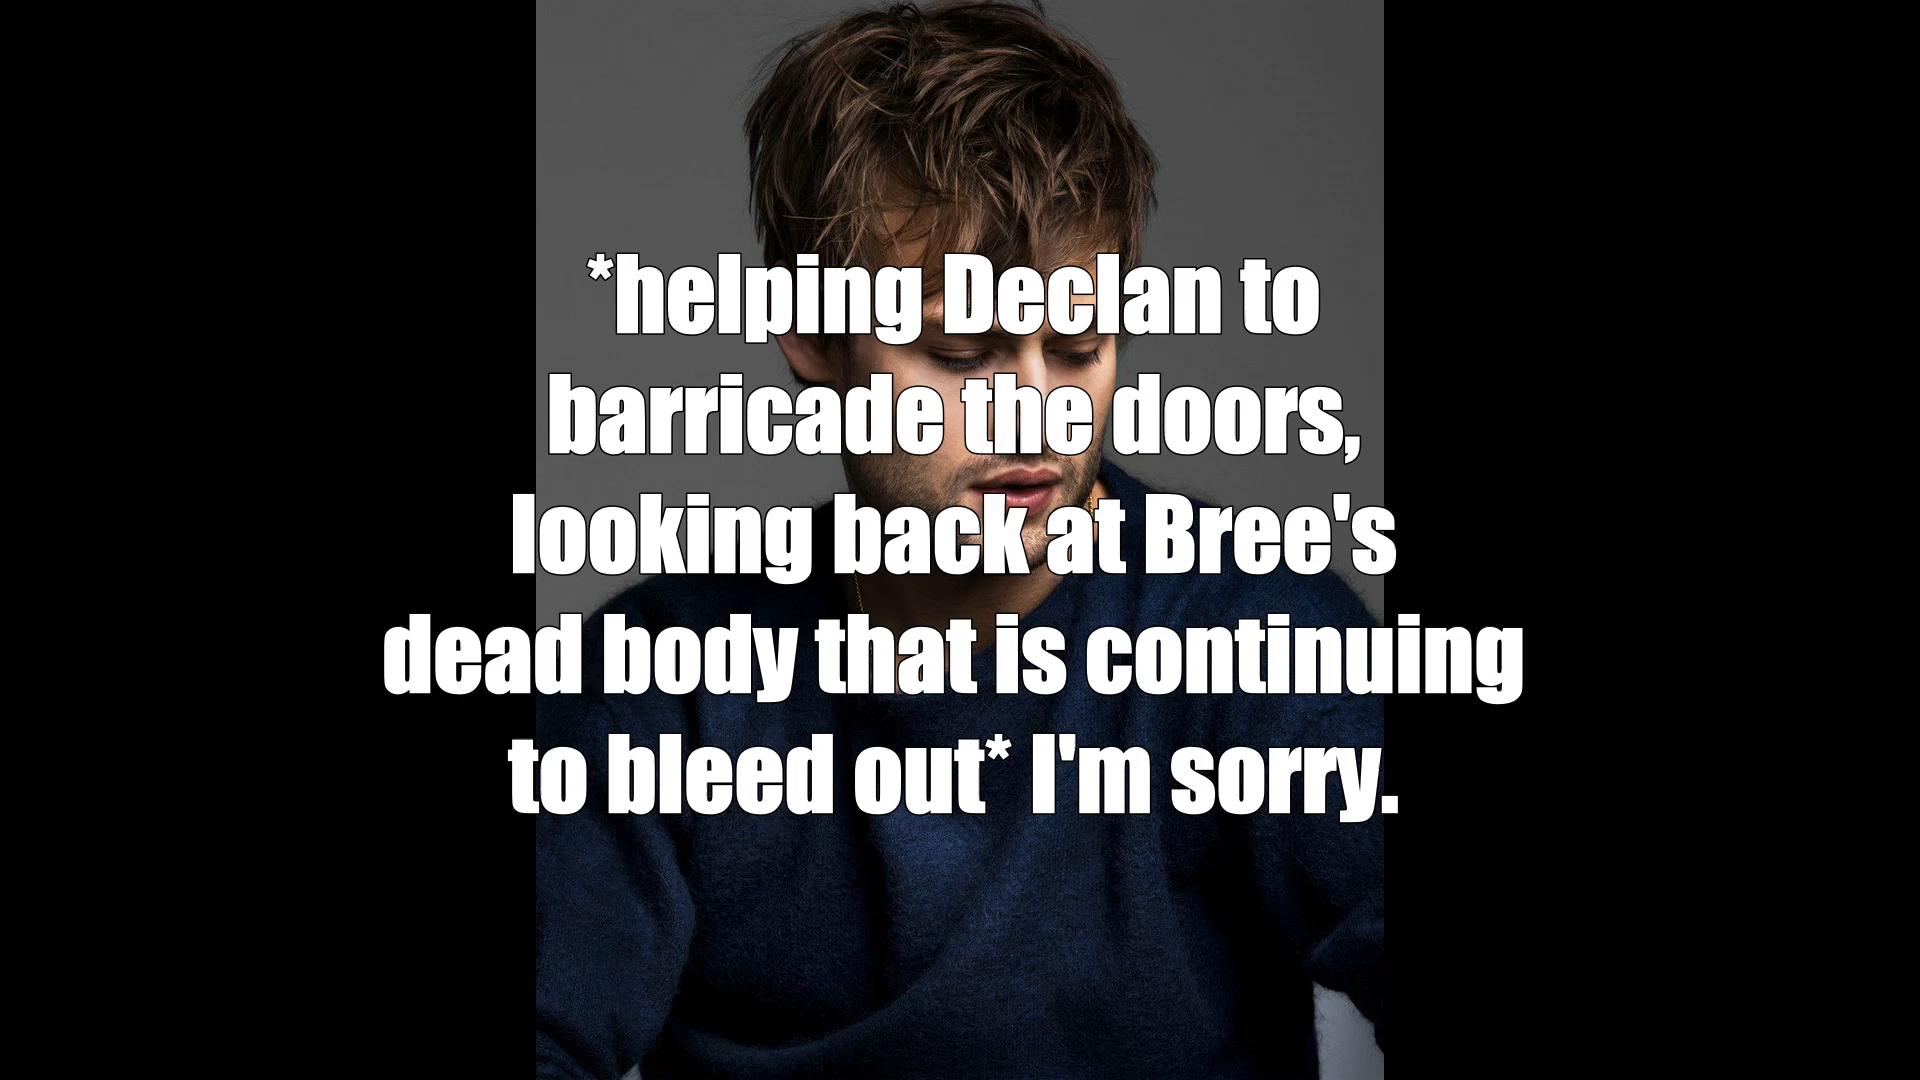 *helping Declan to
barricade the doors,
looking back at Bree's
dead body that is continuing
to bleed out* I'm sorry.